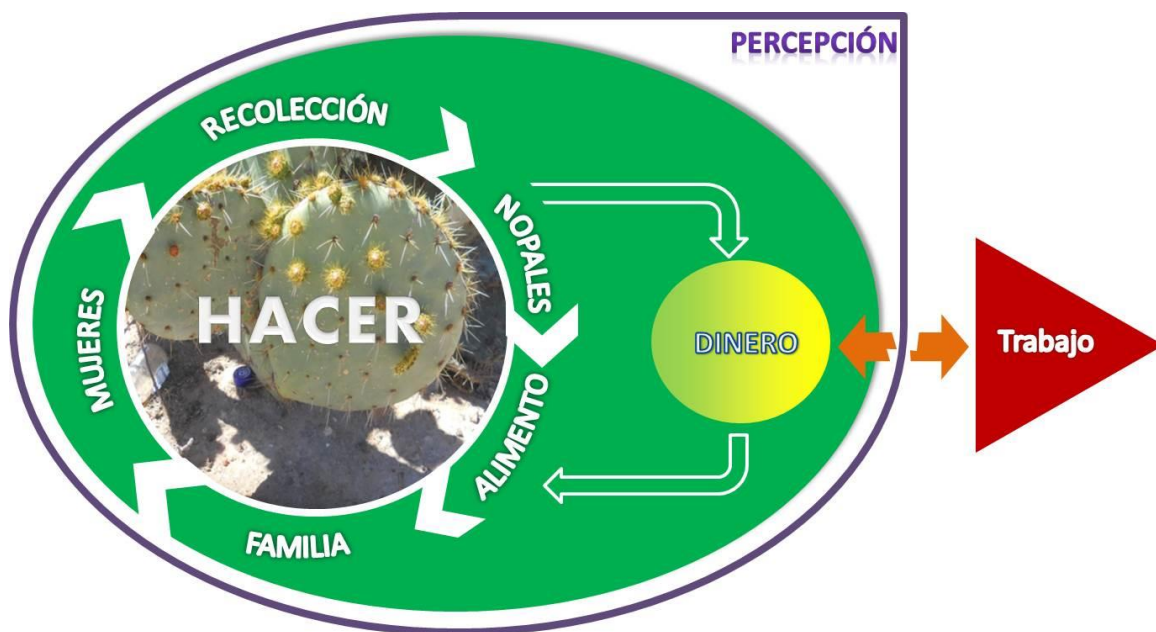 PERCEPCIÓN
RECOLECCIÓN
NOPALES
HACER
MUJERES
DINERO
Trabajo
ALIMENTO
FAMILIA